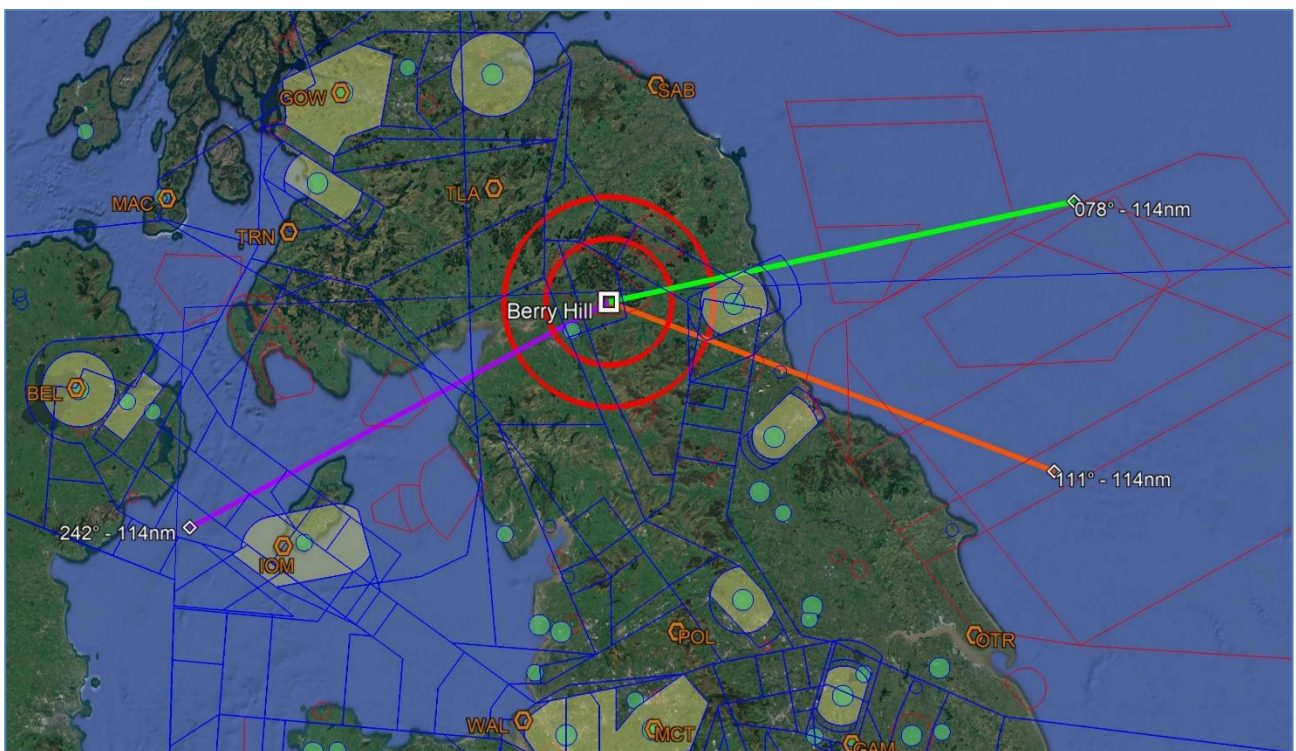 SAB
GOW
TLA
MAC
078° - 114nm
TRN
Berry Hill
BEL
111° - 114nm
242° - 114nm
IOM
POL
OTR
WAL
MCT
GAM